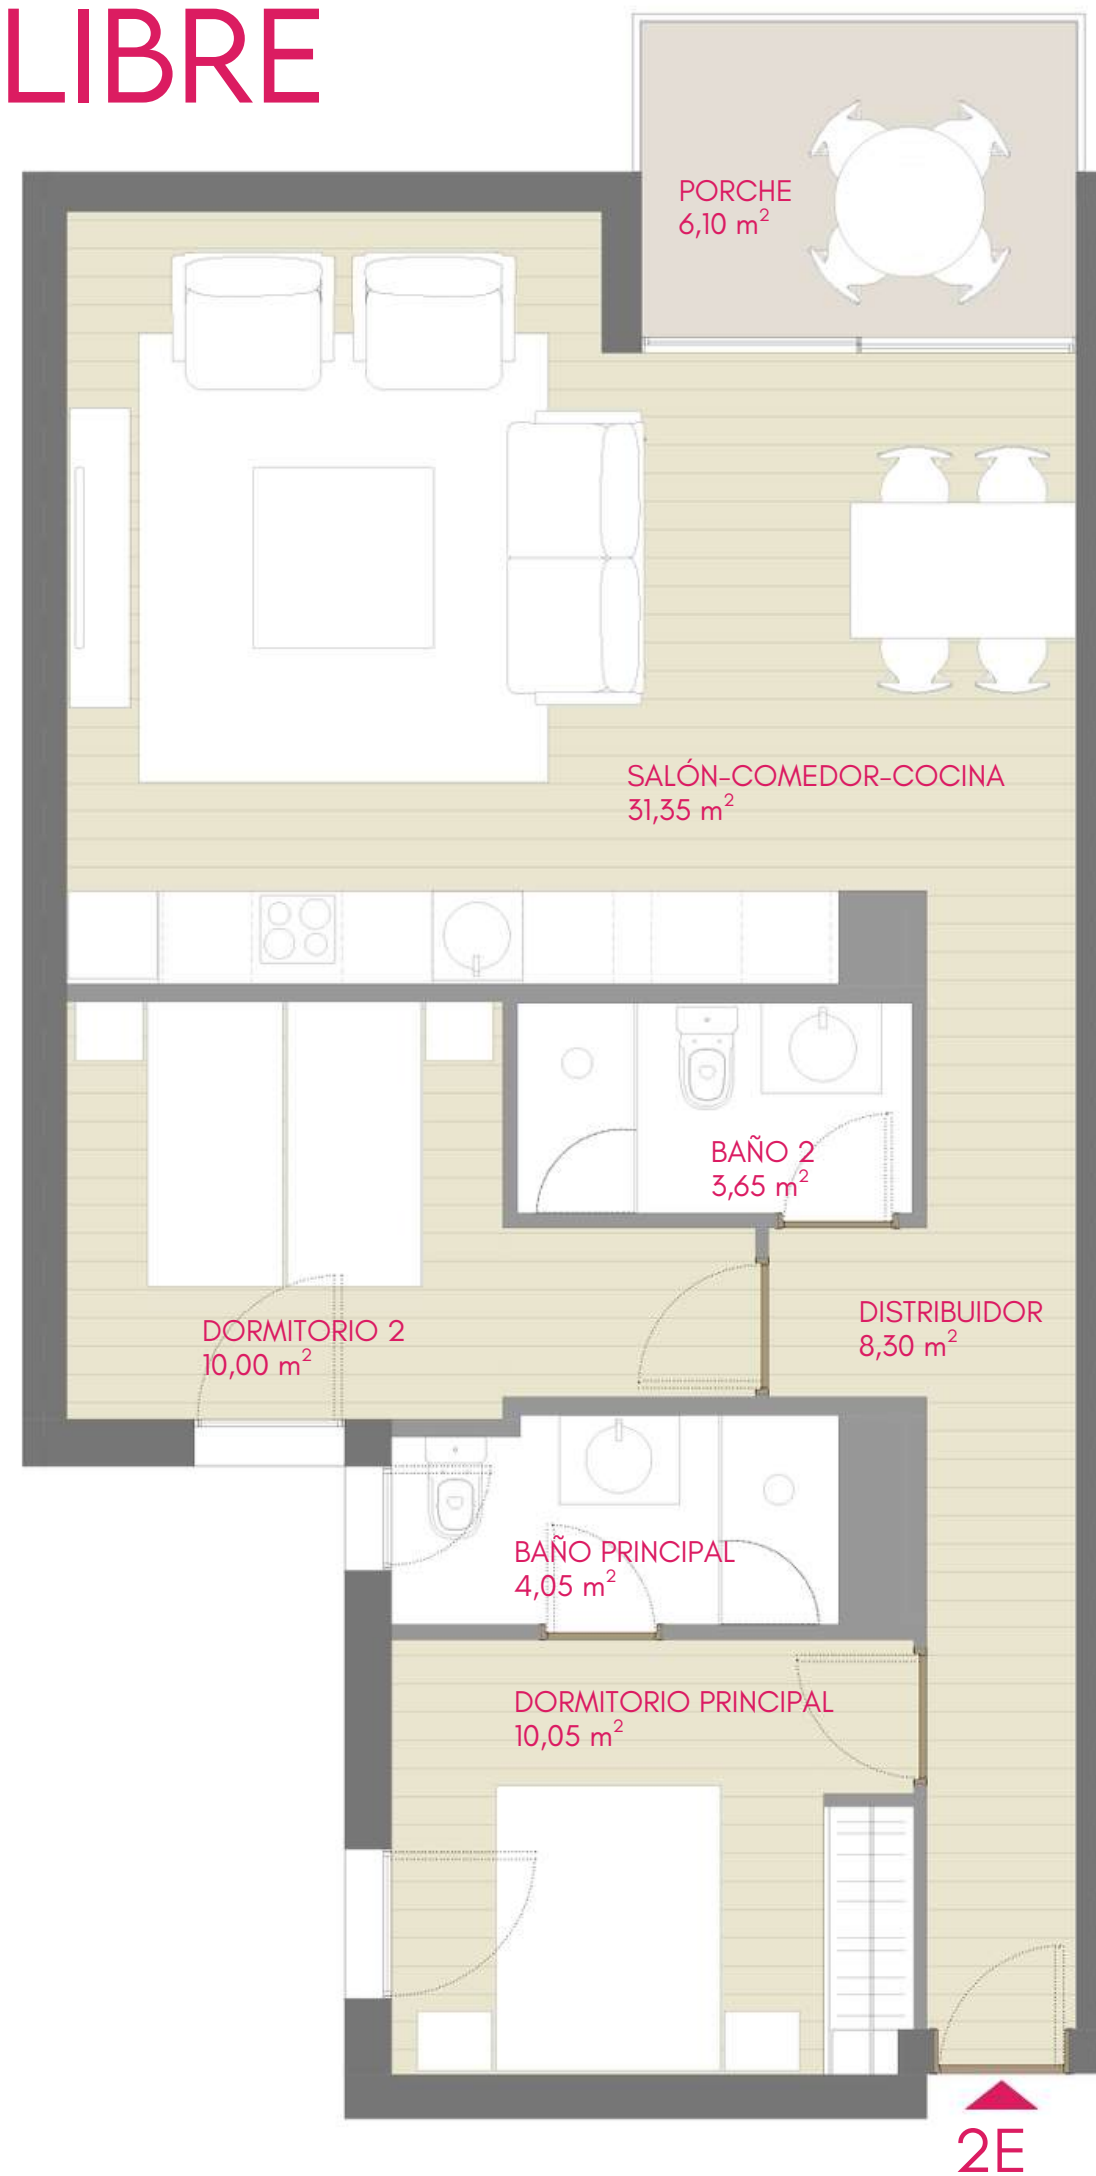 LIBRE
PORCHE
6,10 m²
SALÓN-COMEDOR-COCINA
31,35 m²
BAÑO 2
3,65 m²
DISTRIBUIDOR
8,30 m²
DORMITORIO 2
10,00 m²
BAÑO PRINCIPAL
4,05 m²
DORMITORIO PRINCIPAL
10,05 m²
2E